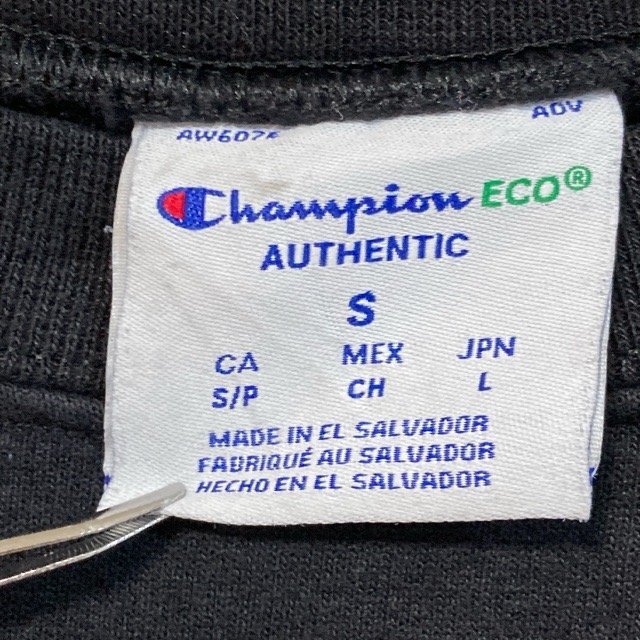 ADV
Champion ECO®
AUTHENTIC
S
CA MEX JPN
S/P CH L
MADE IN EL SALVADOR
FABRIQUÉ AU SALVADOR
HECHO EN EL SALVADOR